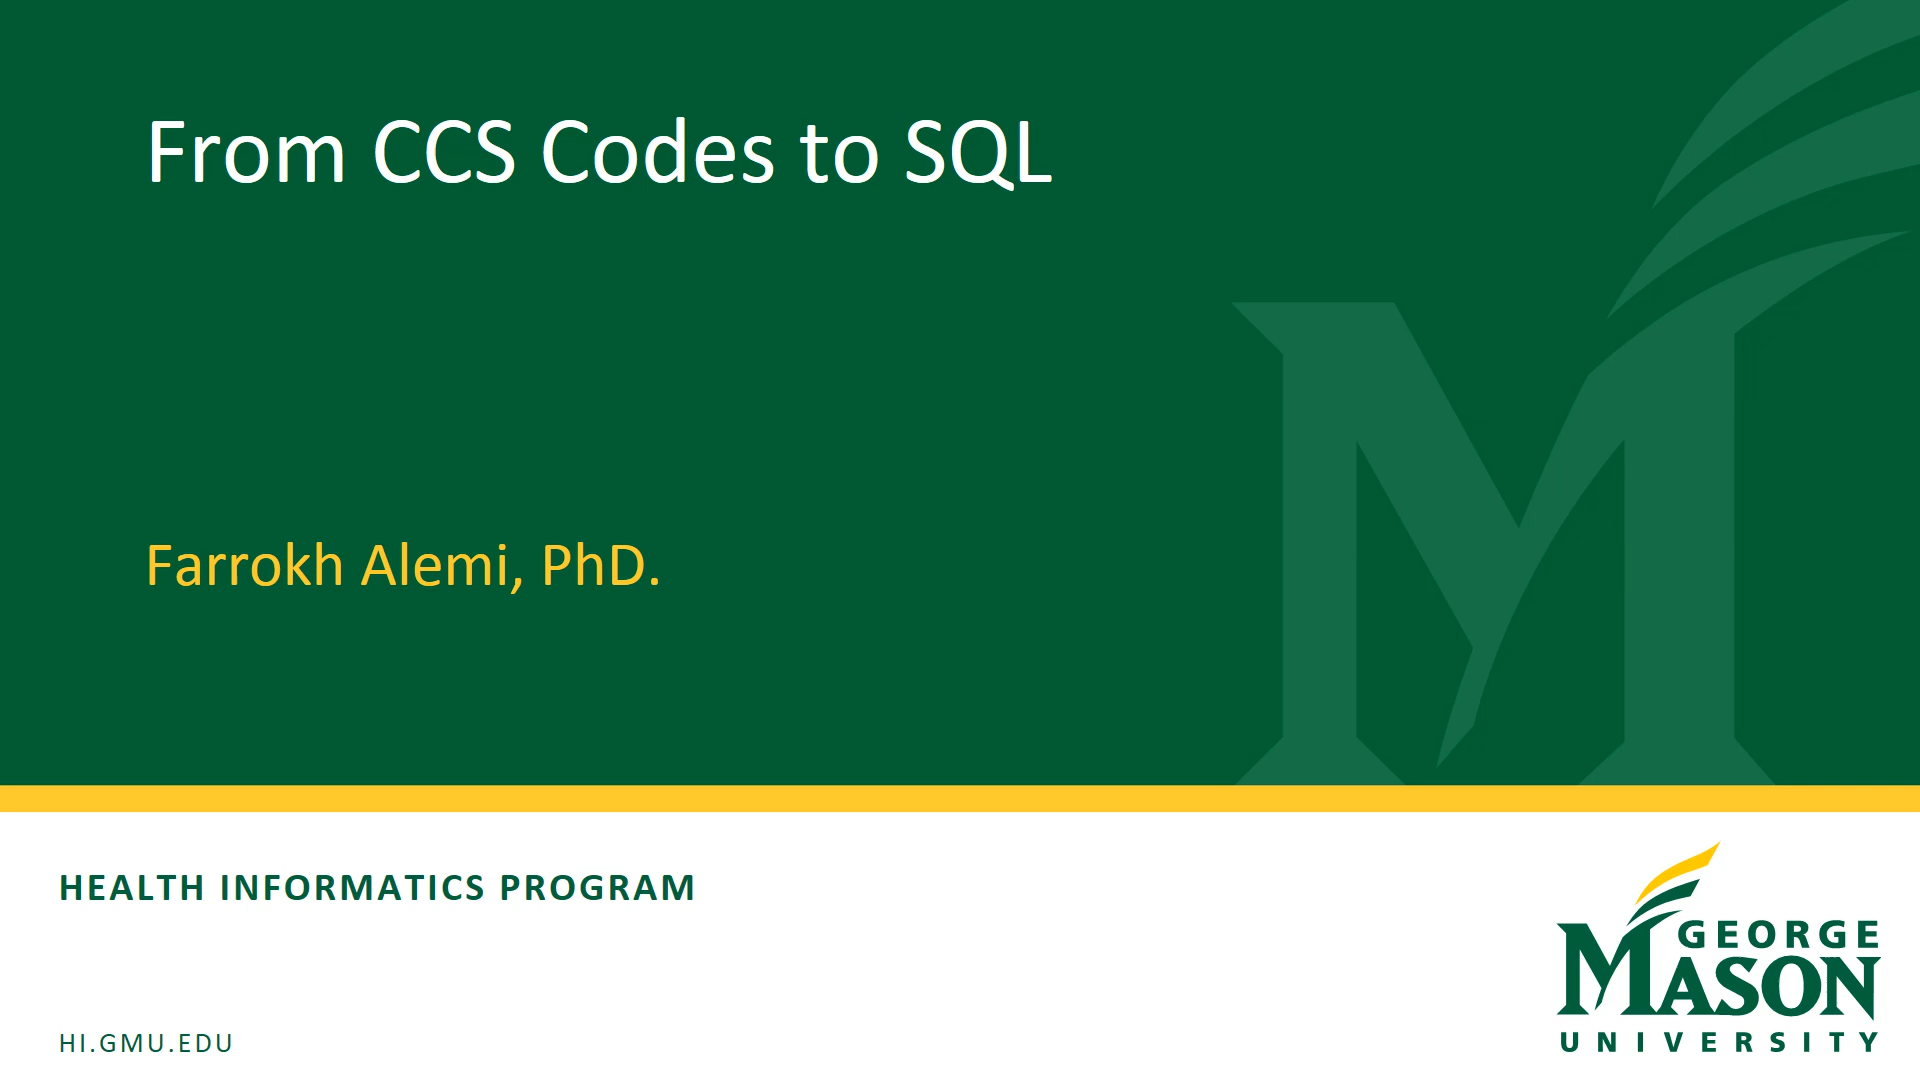 From CCS Codes to SQL
Farrokh Alemi, PhD.
HEALTH INFORMATICS PROGRAM
HI.GMU.EDU
GEORGE
MASON
UNIVERSITY